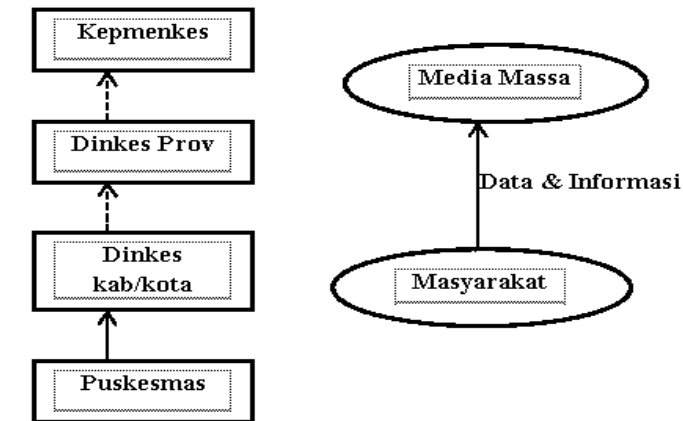 Kepmenkes
Dinkes Prov
Dinkes
kab/kota
Puskesmas
Media Massa
Data & Informasi
Masyarakat